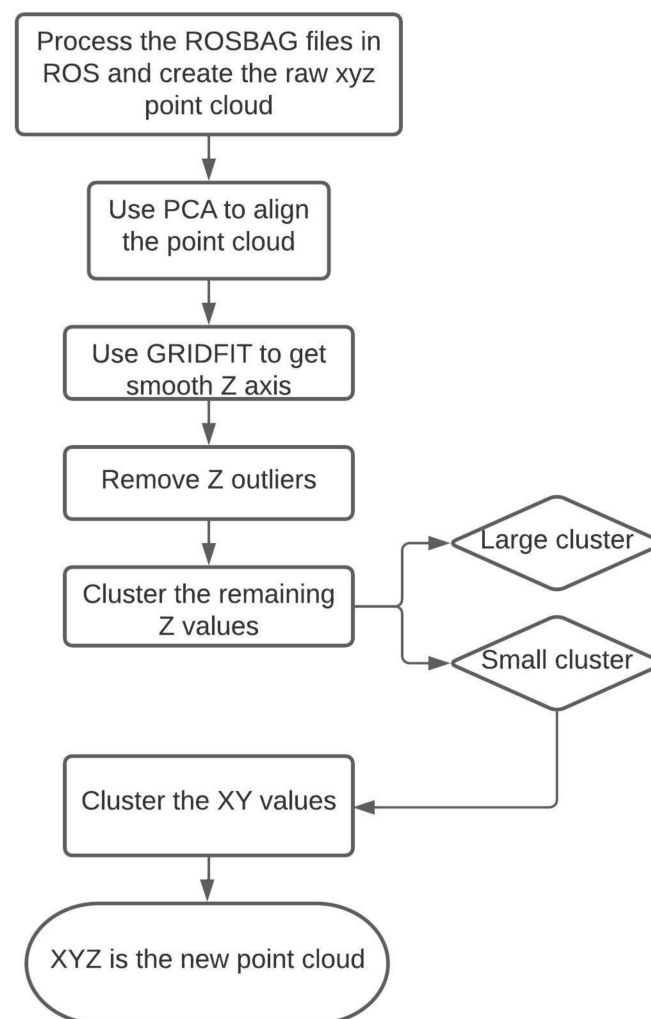 Process the ROSBAG files in
ROS and create the raw xyz
point cloud
Use PCA to align
the point cloud
Use GRIDFIT to get
smooth Z axis
Remove Z outliers
Cluster the remaining
Z values
Large cluster
Small cluster
Cluster the XY values
XYZ is the new point cloud